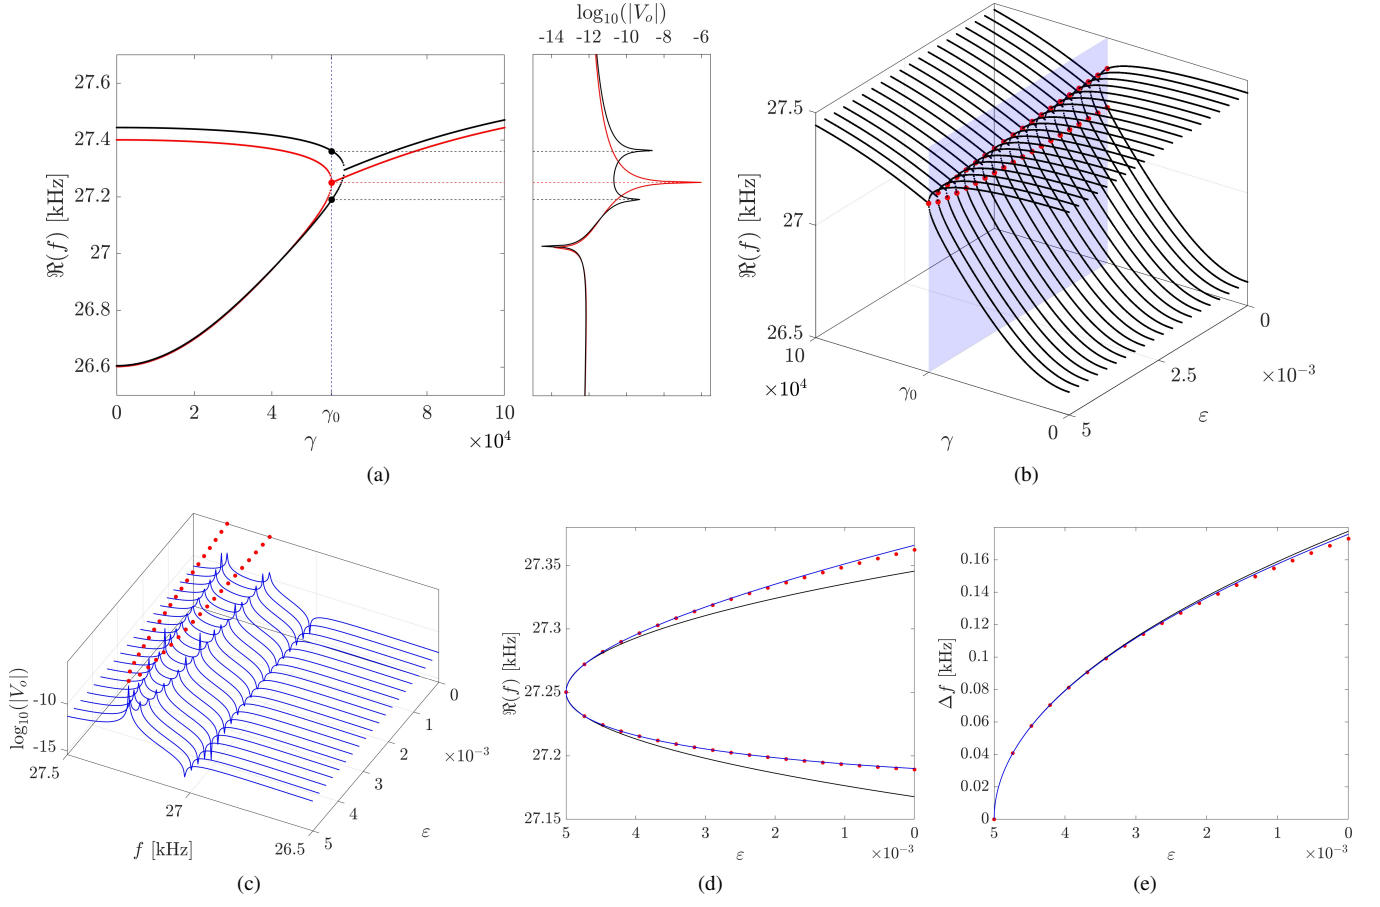 log₁₀(|Vₒ|)
-14 -12 -10 -8 -6
27.6
27.4
27.2
27
26.8
26.6
ℜ(f) [kHz]
0 2 4 γ₀ 8 10
γ
×10⁴
(a)
27.5
27
26.5
ℜ(f) [kHz]
10
×10⁴
γ₀
0
γ
5
2.5
0
×10⁻³
ε
(b)
log₁₀(|Vₒ|)
-10
-15
27.5
27
26.5
f [kHz]
0
1
2
3
4
5
×10⁻³
ε
(c)
27.35
27.3
27.25
27.2
27.15
ℜ(f) [kHz]
5 4 3 2 1 0
ε
×10⁻³
(d)
0.16
0.14
0.12
0.1
0.08
0.06
0.04
0.02
0
Δf [kHz]
5 4 3 2 1 0
ε
×10⁻³
(e)